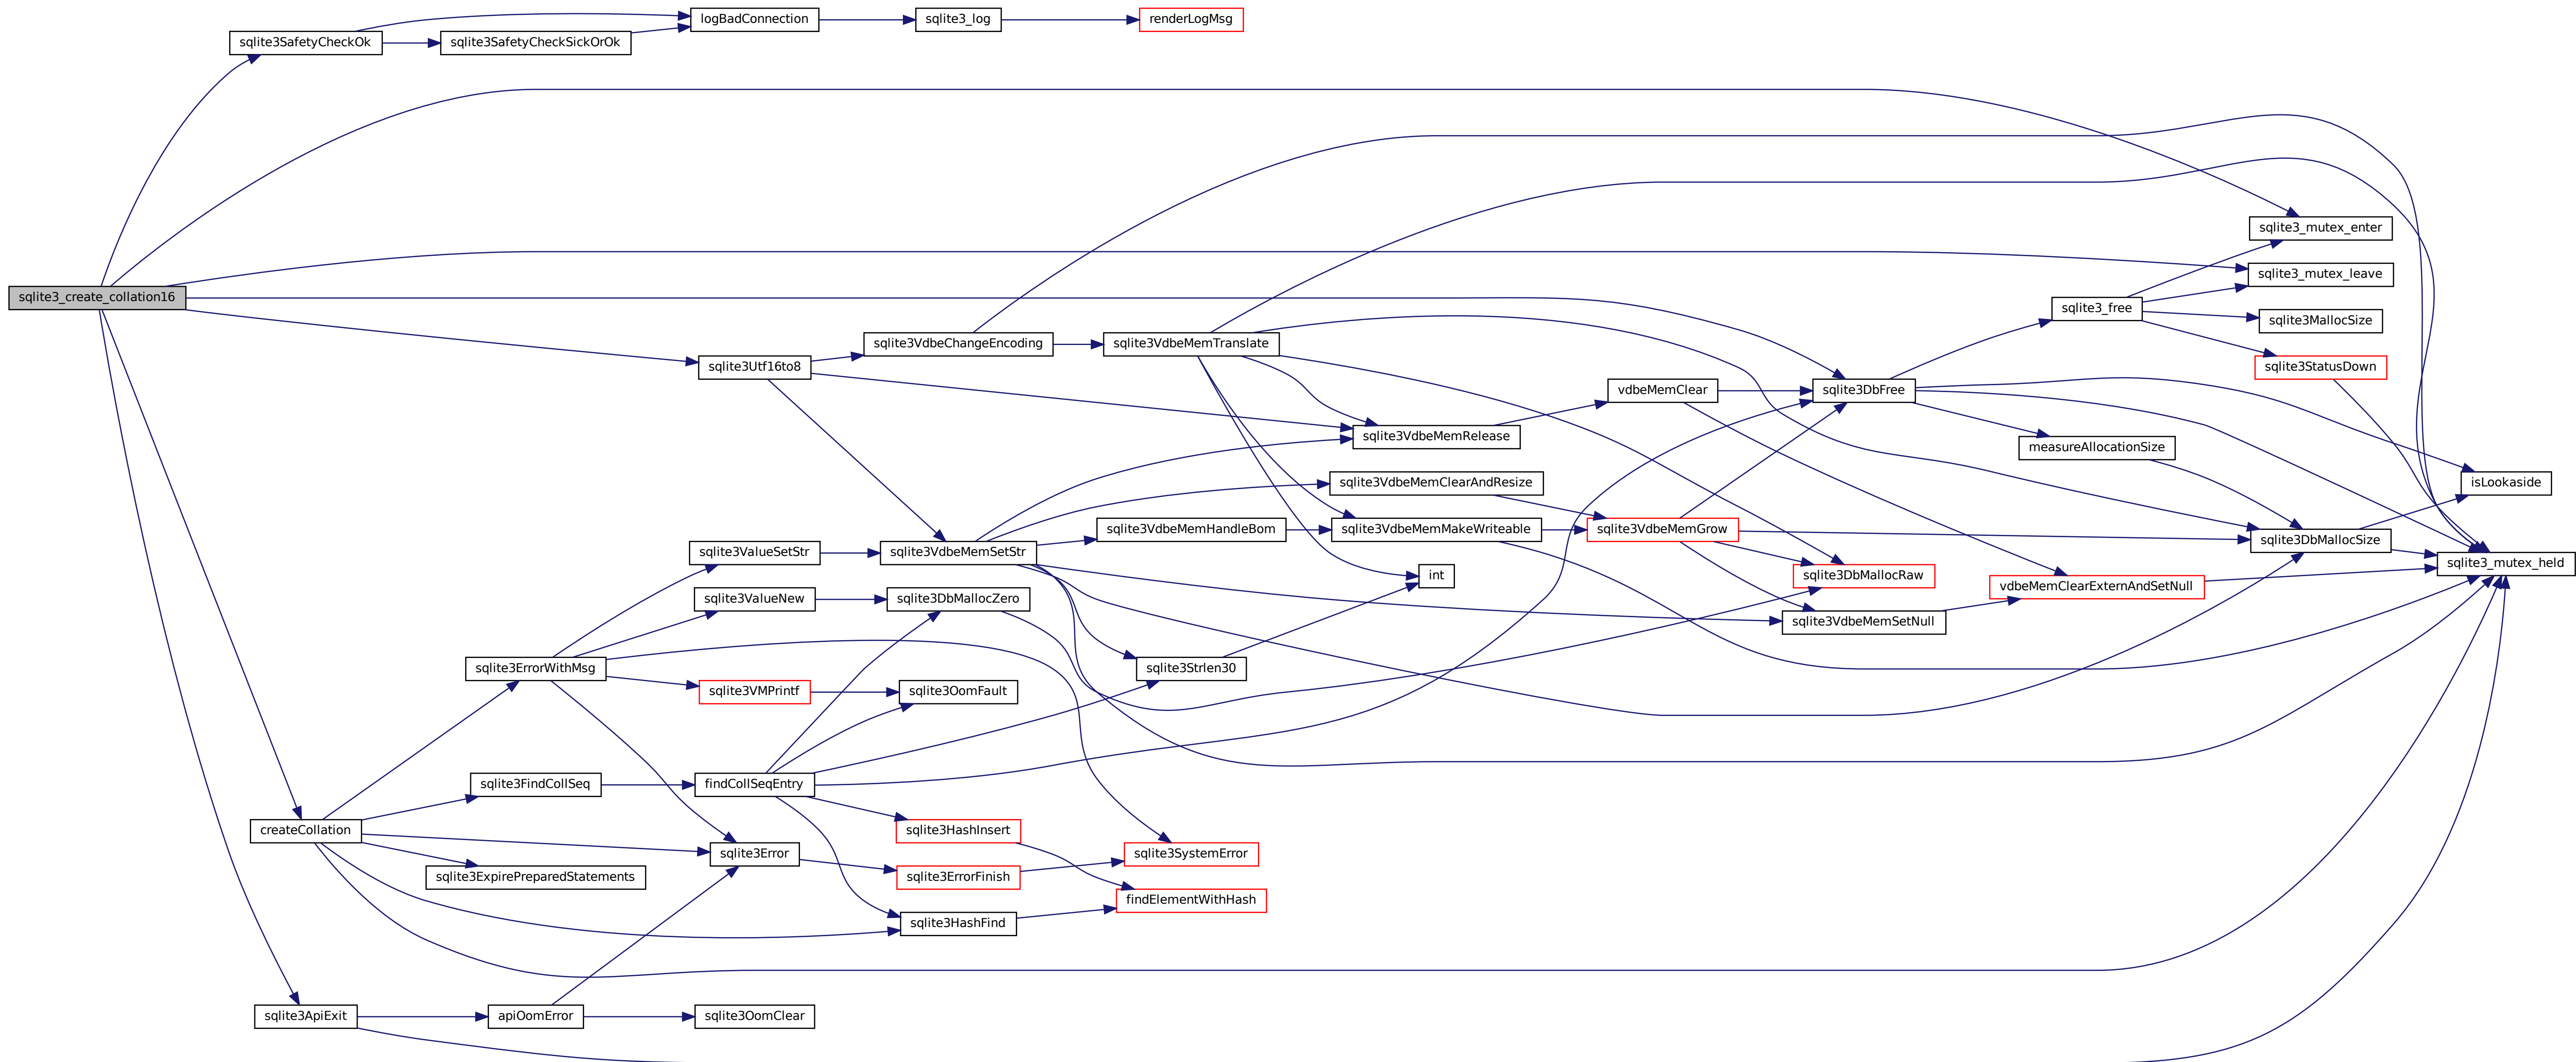 logBadConnection
sqlite3_log
renderLogMsg
sqlite3SafetyCheckOk
sqlite3SafetyCheckSickOrOk
sqlite3_mutex_enter
sqlite3_mutex_leave
sqlite3_create_collation16
sqlite3_free
sqlite3MallocSize
sqlite3VdbeChangeEncoding
sqlite3VdbeMemTranslate
sqlite3Utf16to8
sqlite3StatusDown
vdbeMemClear
sqlite3DbFree
sqlite3VdbeMemRelease
measureAllocationSize
sqlite3VdbeMemClearAndResize
isLookaside
sqlite3VdbeMemHandleBom
sqlite3VdbeMemMakeWriteable
sqlite3VdbeMemGrow
sqlite3DbMallocSize
sqlite3ValueSetStr
sqlite3VdbeMemSetStr
sqlite3_mutex_held
int
sqlite3DbMallocRaw
vdbeMemClearExternAndSetNull
sqlite3ValueNew
sqlite3DbMallocZero
sqlite3VdbeMemSetNull
sqlite3ErrorWithMsg
sqlite3Strlen30
sqlite3VMPrintf
sqlite3OomFault
sqlite3FindCollSeq
findCollSeqEntry
createCollation
sqlite3HashInsert
sqlite3Error
sqlite3SystemError
sqlite3ExpirePreparedStatements
sqlite3ErrorFinish
findElementWithHash
sqlite3HashFind
sqlite3ApiExit
apiOomError
sqlite3OomClear